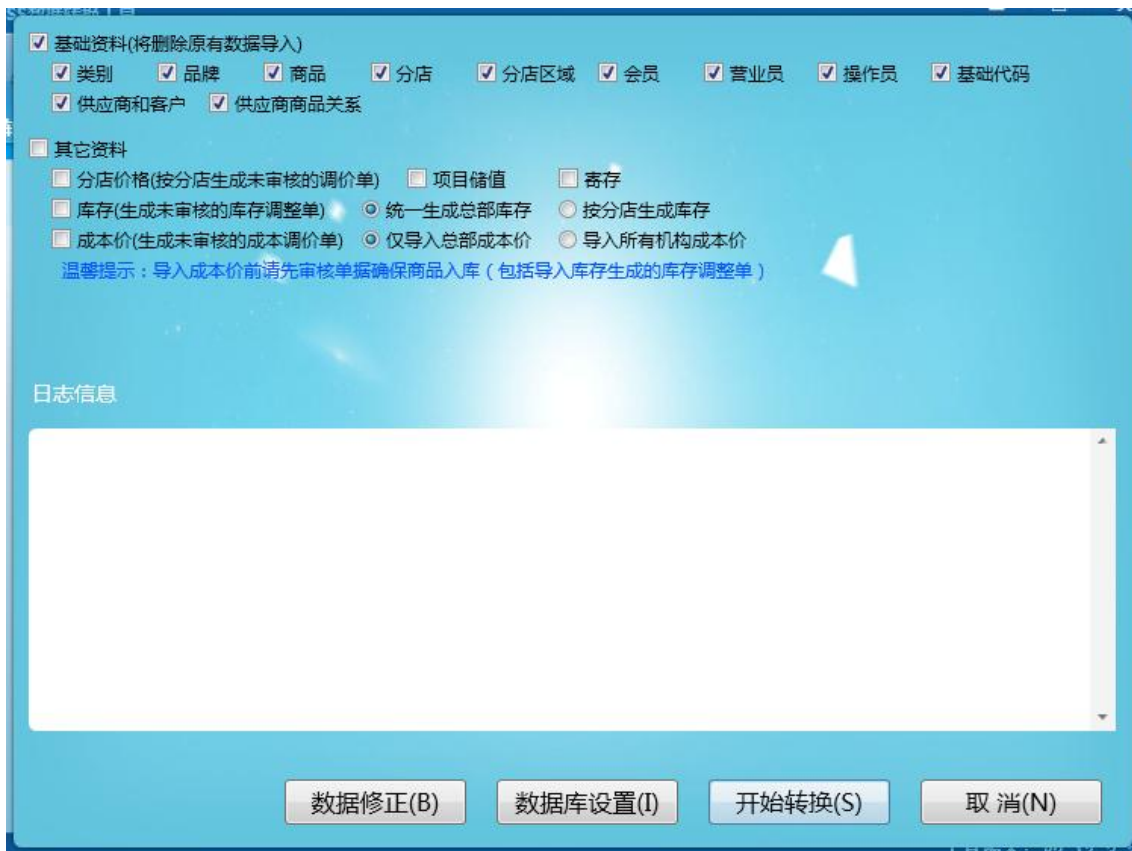 基础资料(将删除原有数据导入)
类别 品牌 商品 分店 分店区域 会员 营业员 操作员 基础代码
供应商和客户 供应商商品关系
其它资料
分店价格(按分店生成未审核的调价单) 项目储值 寄存
库存(生成未审核的库存调整单) 统一生成总部库存 按分店生成库存
成本价(生成未审核的成本调价单) 仅导入总部成本价 导入所有机构成本价
温馨提示：导入成本价前请先审核单据确保商品入库（包括导入库存生成的库存调整单）
日志信息
数据修正(B) 数据库设置(I) 开始转换(S) 取 消(N)